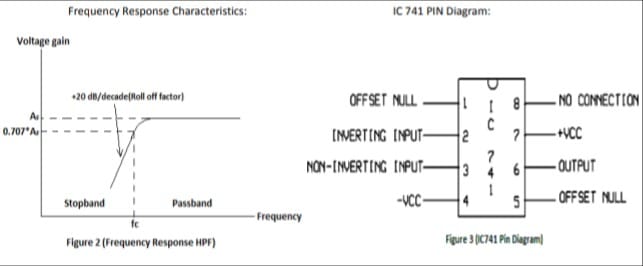 Frequency Response Characteristics:
Voltage gain
+20 dB/decade(Roll off factor)
AF
0.707*AF
Stopband
Passband
fc
Frequency
Figure 2 (Frequency Response HPF)
IC 741 PIN Diagram:
OFFSET NULL
1
8
NO CONNECTION
INVERTING INPUT
2
7
+VCC
NON-INVERTING INPUT
3
6
OUTPUT
-VCC
4
5
OFFSET NULL
IC 741
Figure 3 (IC741 Pin Diagram)